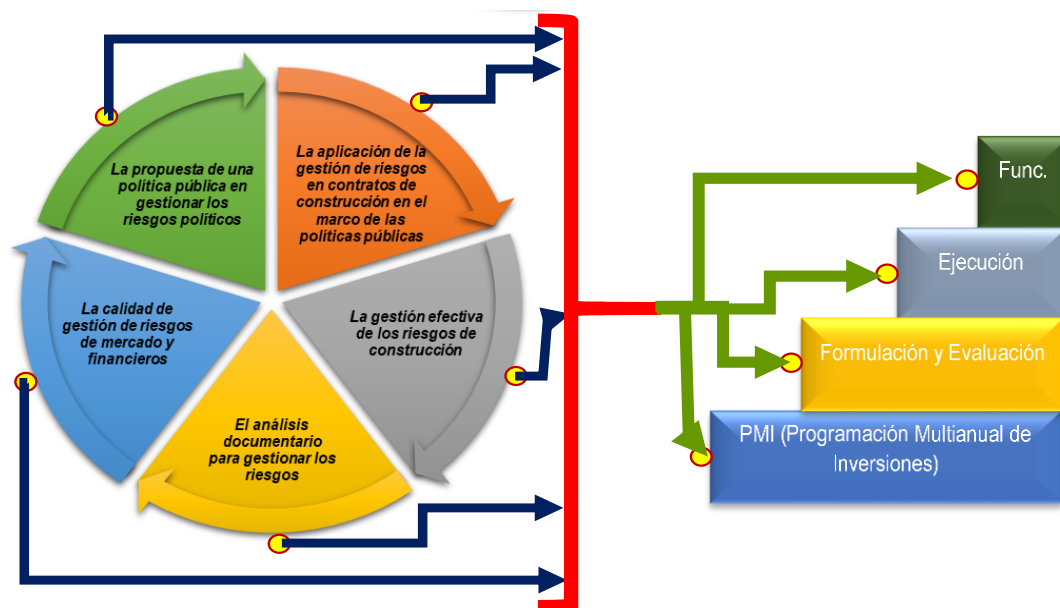 La propuesta de una
política pública en
gestionar los
riesgos políticos
La aplicación de la
gestión de riesgos
en contratos de
construcción en el
marco de las
políticas públicas
La calidad de
gestión de riesgos
de mercado y
financieros
La gestión efectiva
de los riesgos de
construcción
El análisis
documentario
para gestionar los
riesgos
Func.
Ejecución
Formulación y Evaluación
PMI (Programación Multianual de
Inversiones)